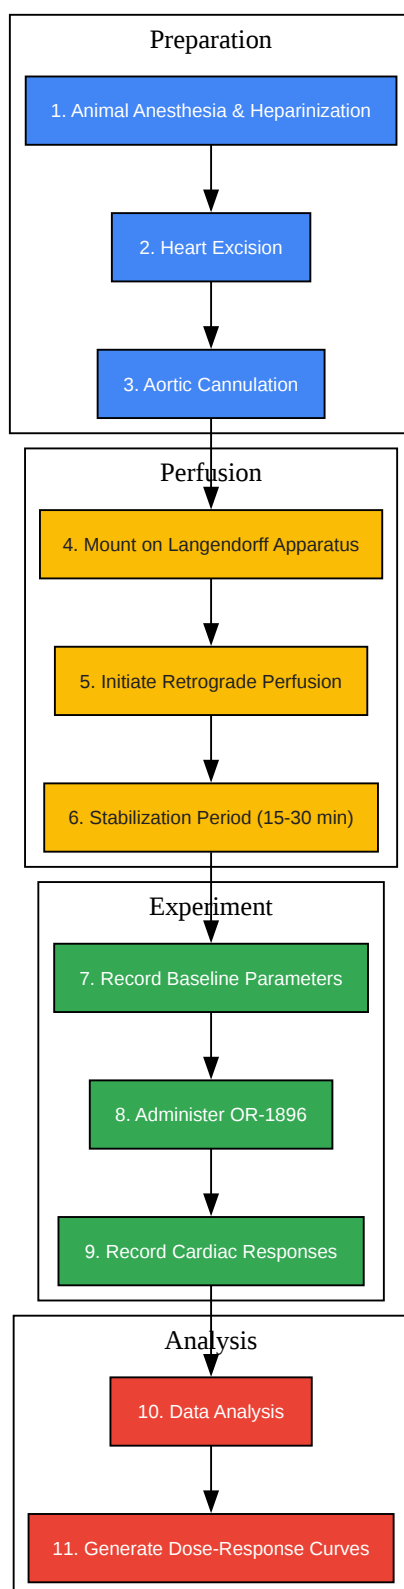 Preparation
1. Animal Anesthesia & Heparinization
2. Heart Excision
3. Aortic Cannulation
Perfusion
4. Mount on Langendorff Apparatus
5. Initiate Retrograde Perfusion
6. Stabilization Period (15-30 min)
Experiment
7. Record Baseline Parameters
8. Administer OR-1896
9. Record Cardiac Responses
Analysis
10. Data Analysis
11. Generate Dose-Response Curves